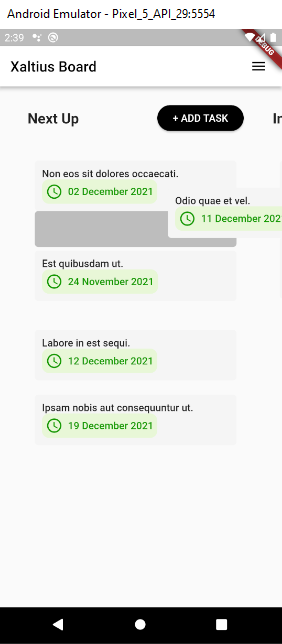 Android Emulator - Pixel_5_API_29:5554
2:39
DEBUG
Xaltius Board
Next Up
+ ADD TASK
In
Non eos sit dolores occaecati.
02 December 2021
Odio quae et vel.
11 December 202
Est quibusdam ut.
24 November 2021
Labore in est sequi.
12 December 2021
Ipsam nobis aut consequuntur ut.
19 December 2021